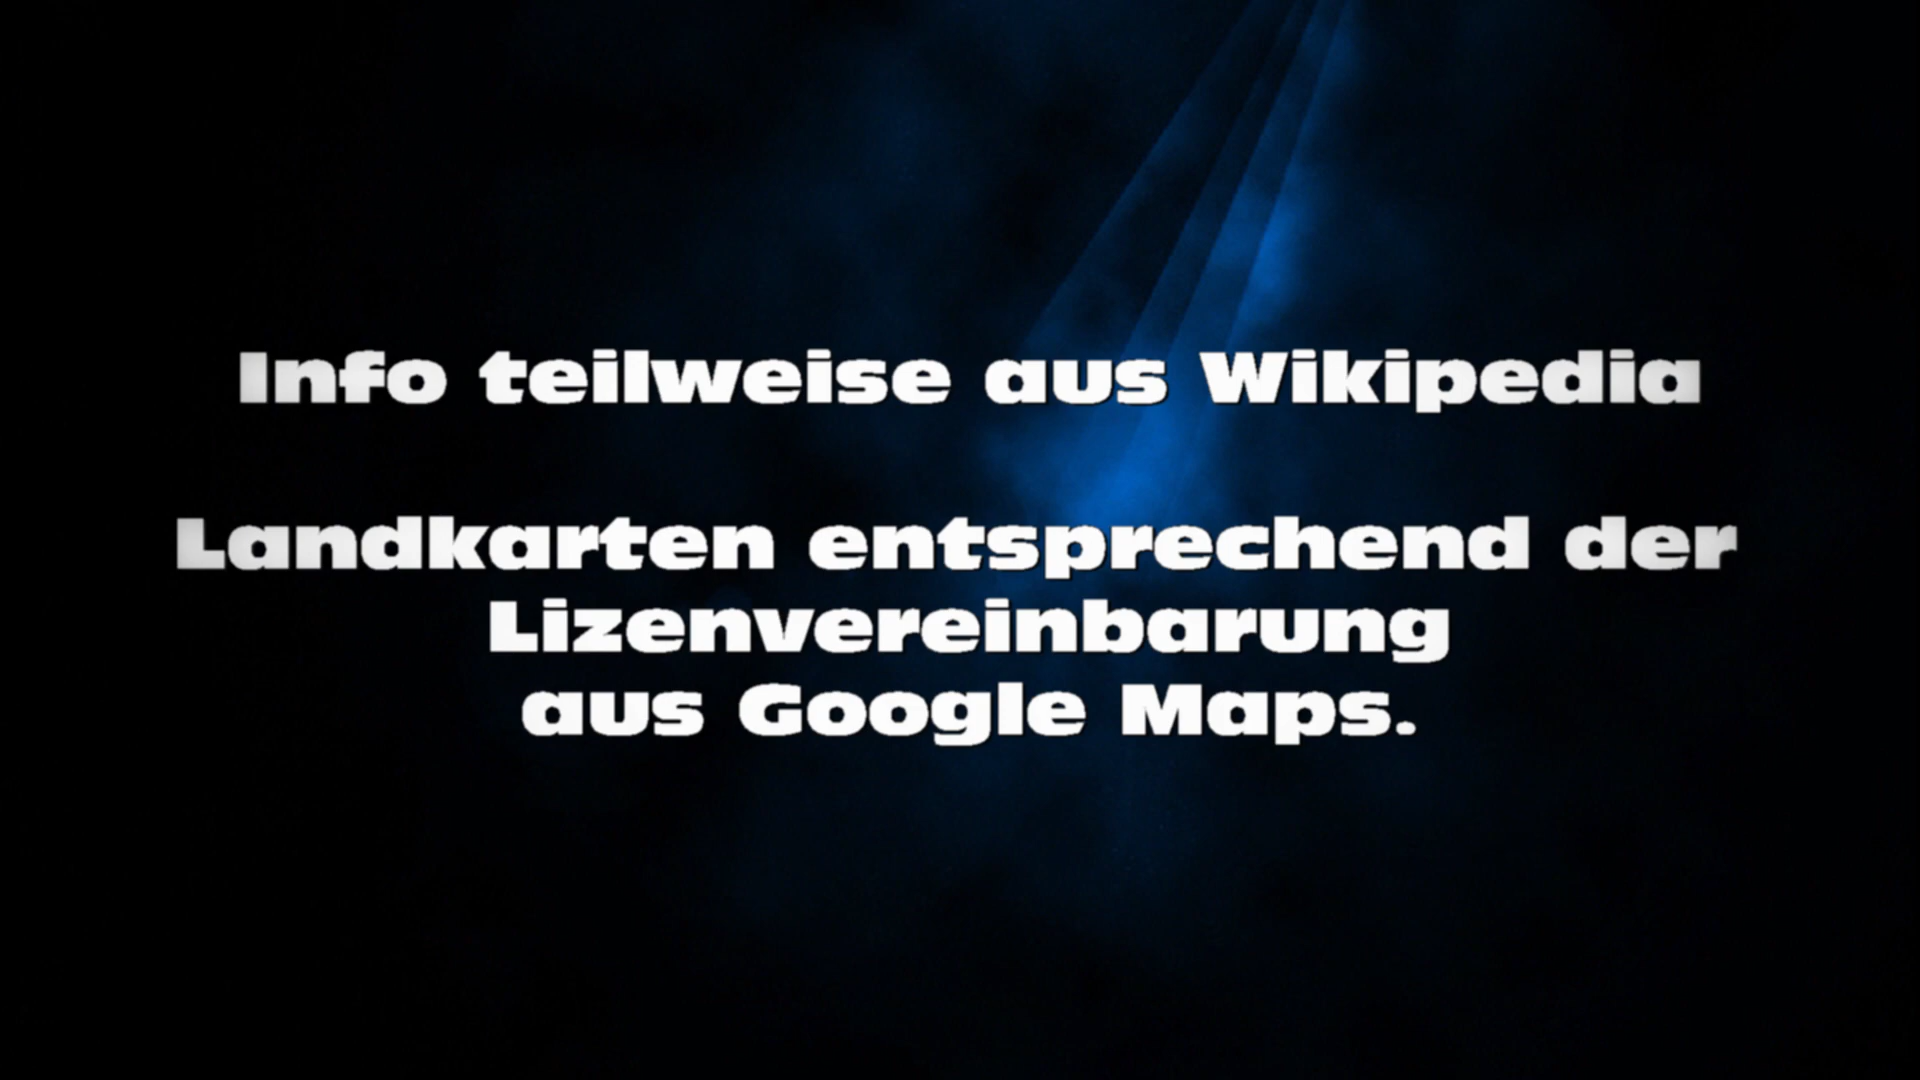 Info teilweise aus Wikipedia
Landkarten entsprechend der
Lizenvereinbarung
aus Google Maps.